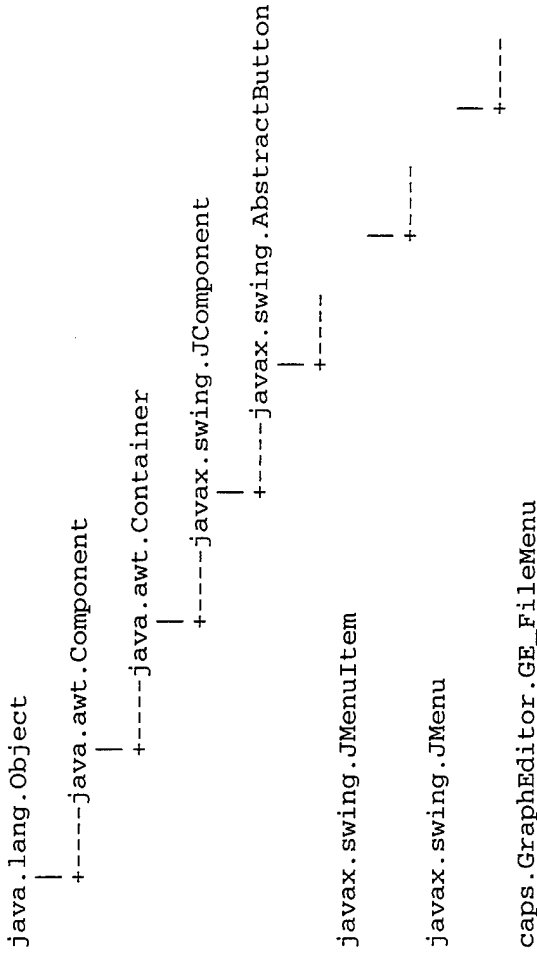 java.lang.Object
|
+-----java.awt.Component
|
+-----java.awt.Container
|
+-----javax.swing.JComponent
|
+-----javax.swing.AbstractButton
|
+-----
javax.swing.JMenuItem
|
+-----
javax.swing.JMenu
|
+-----
caps.GraphEditor.GE_FileMenu